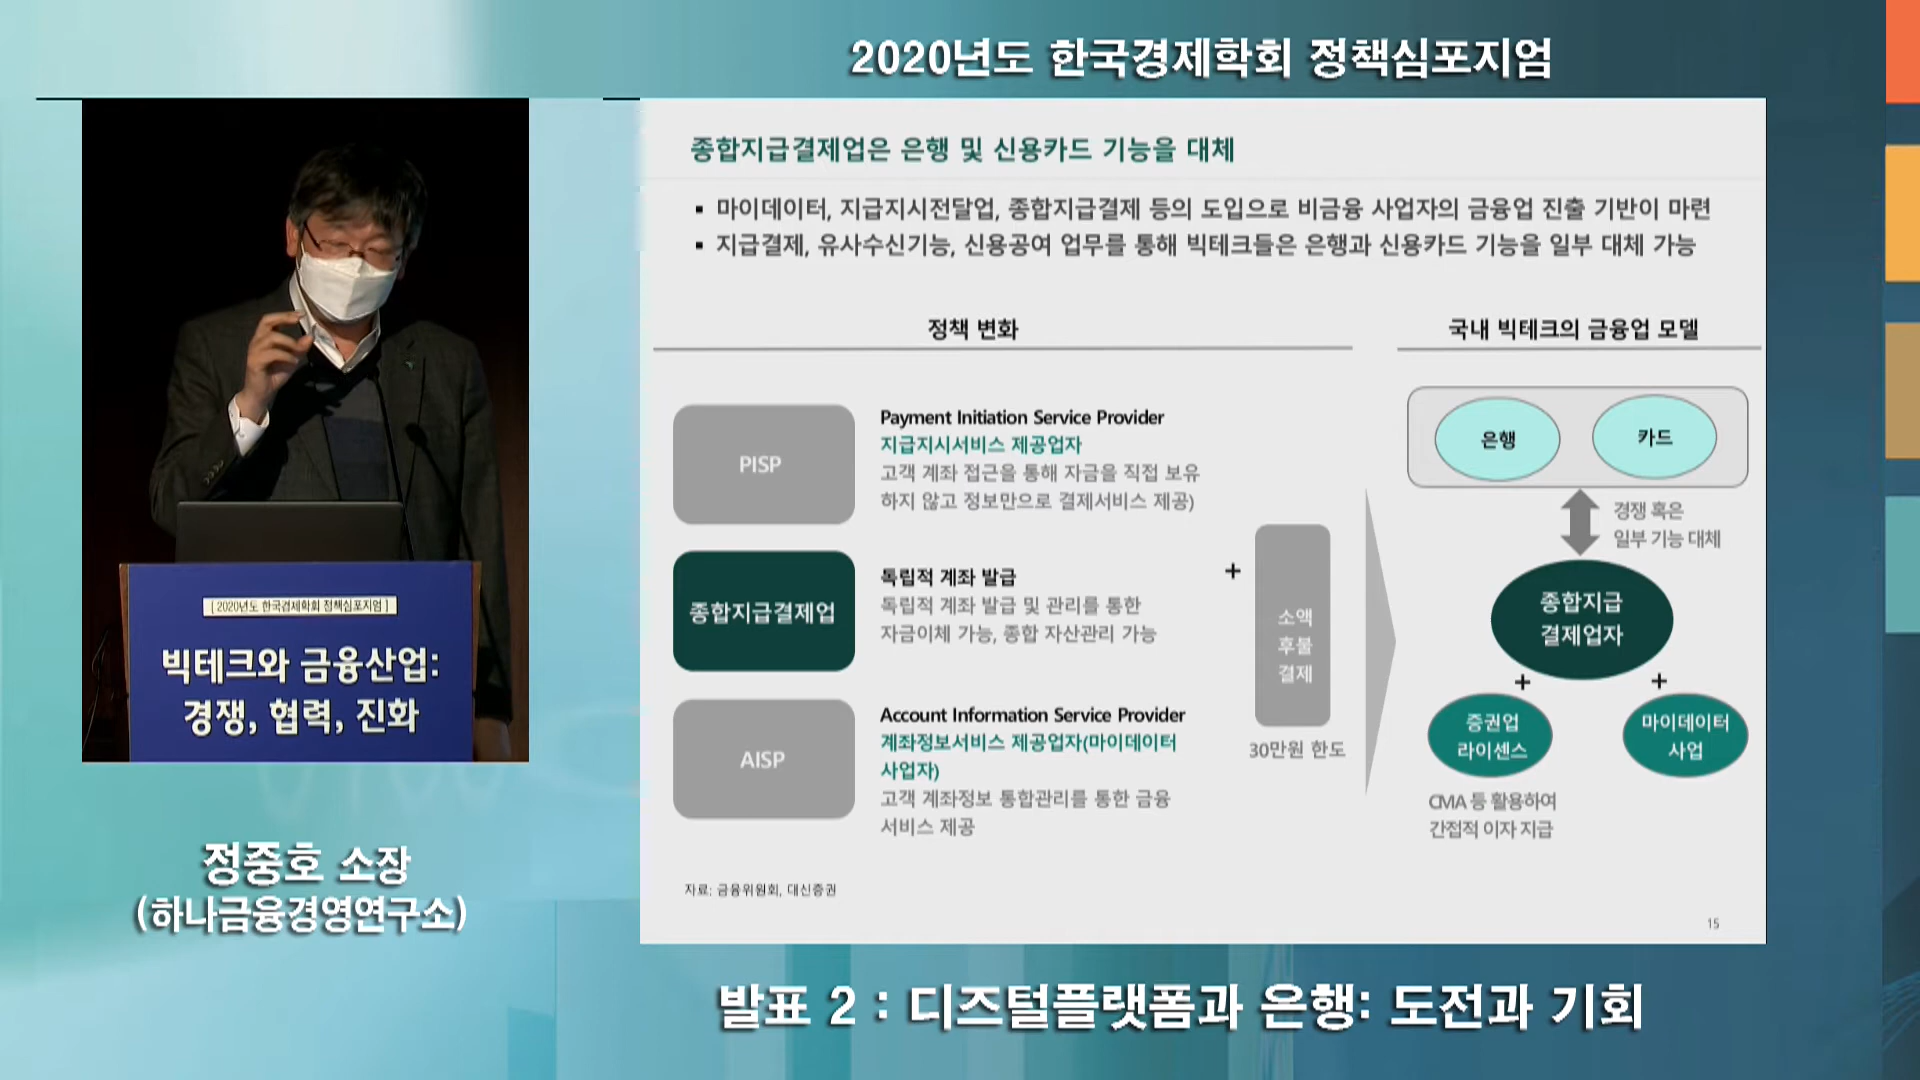 2020년도 한국경제학회 정책심포지엄
종합지급결제업은 은행 및 신용카드 기능을 대체
▪ 마이데이터, 지급지시전달업, 종합지급결제 등의 도입으로 비금융 사업자의 금융업 진출 기반이 마련
▪ 지급결제, 유사수신기능, 신용공여 업무를 통해 빅테크들은 은행과 신용카드 기능을 일부 대체 가능
정책 변화
PISP
Payment Initiation Service Provider
지급지시서비스 제공업자
고객 계좌 접근을 통해 자금을 직접 보유
하지 않고 정보만으로 결제서비스 제공)
종합지급결제업
독립적 계좌 발급
독립적 계좌 발급 및 관리를 통한
자금이체 가능, 종합 자산관리 가능
AISP
Account Information Service Provider
계좌정보서비스 제공업자(마이데이터
사업자)
고객 계좌정보 통합관리를 통한 금융
서비스 제공
+
소액
후불
결제
30만원 한도
국내 빅테크의 금융업 모델
은행
카드
경쟁 혹은
일부 기능 대체
종합지급
결제업자
+
+
증권업
라이센스
마이데이터
사업
CMA 등 활용하여
간접적 이자 지급
자료: 금융위원회, 대신증권
15
[ 2020년도 한국경제학회 정책심포지엄 ]
빅테크와 금융산업:
경쟁, 협력, 진화
정중호 소장
(하나금융경영연구소)
발표 2 : 디즈털플랫폼과 은행: 도전과 기회